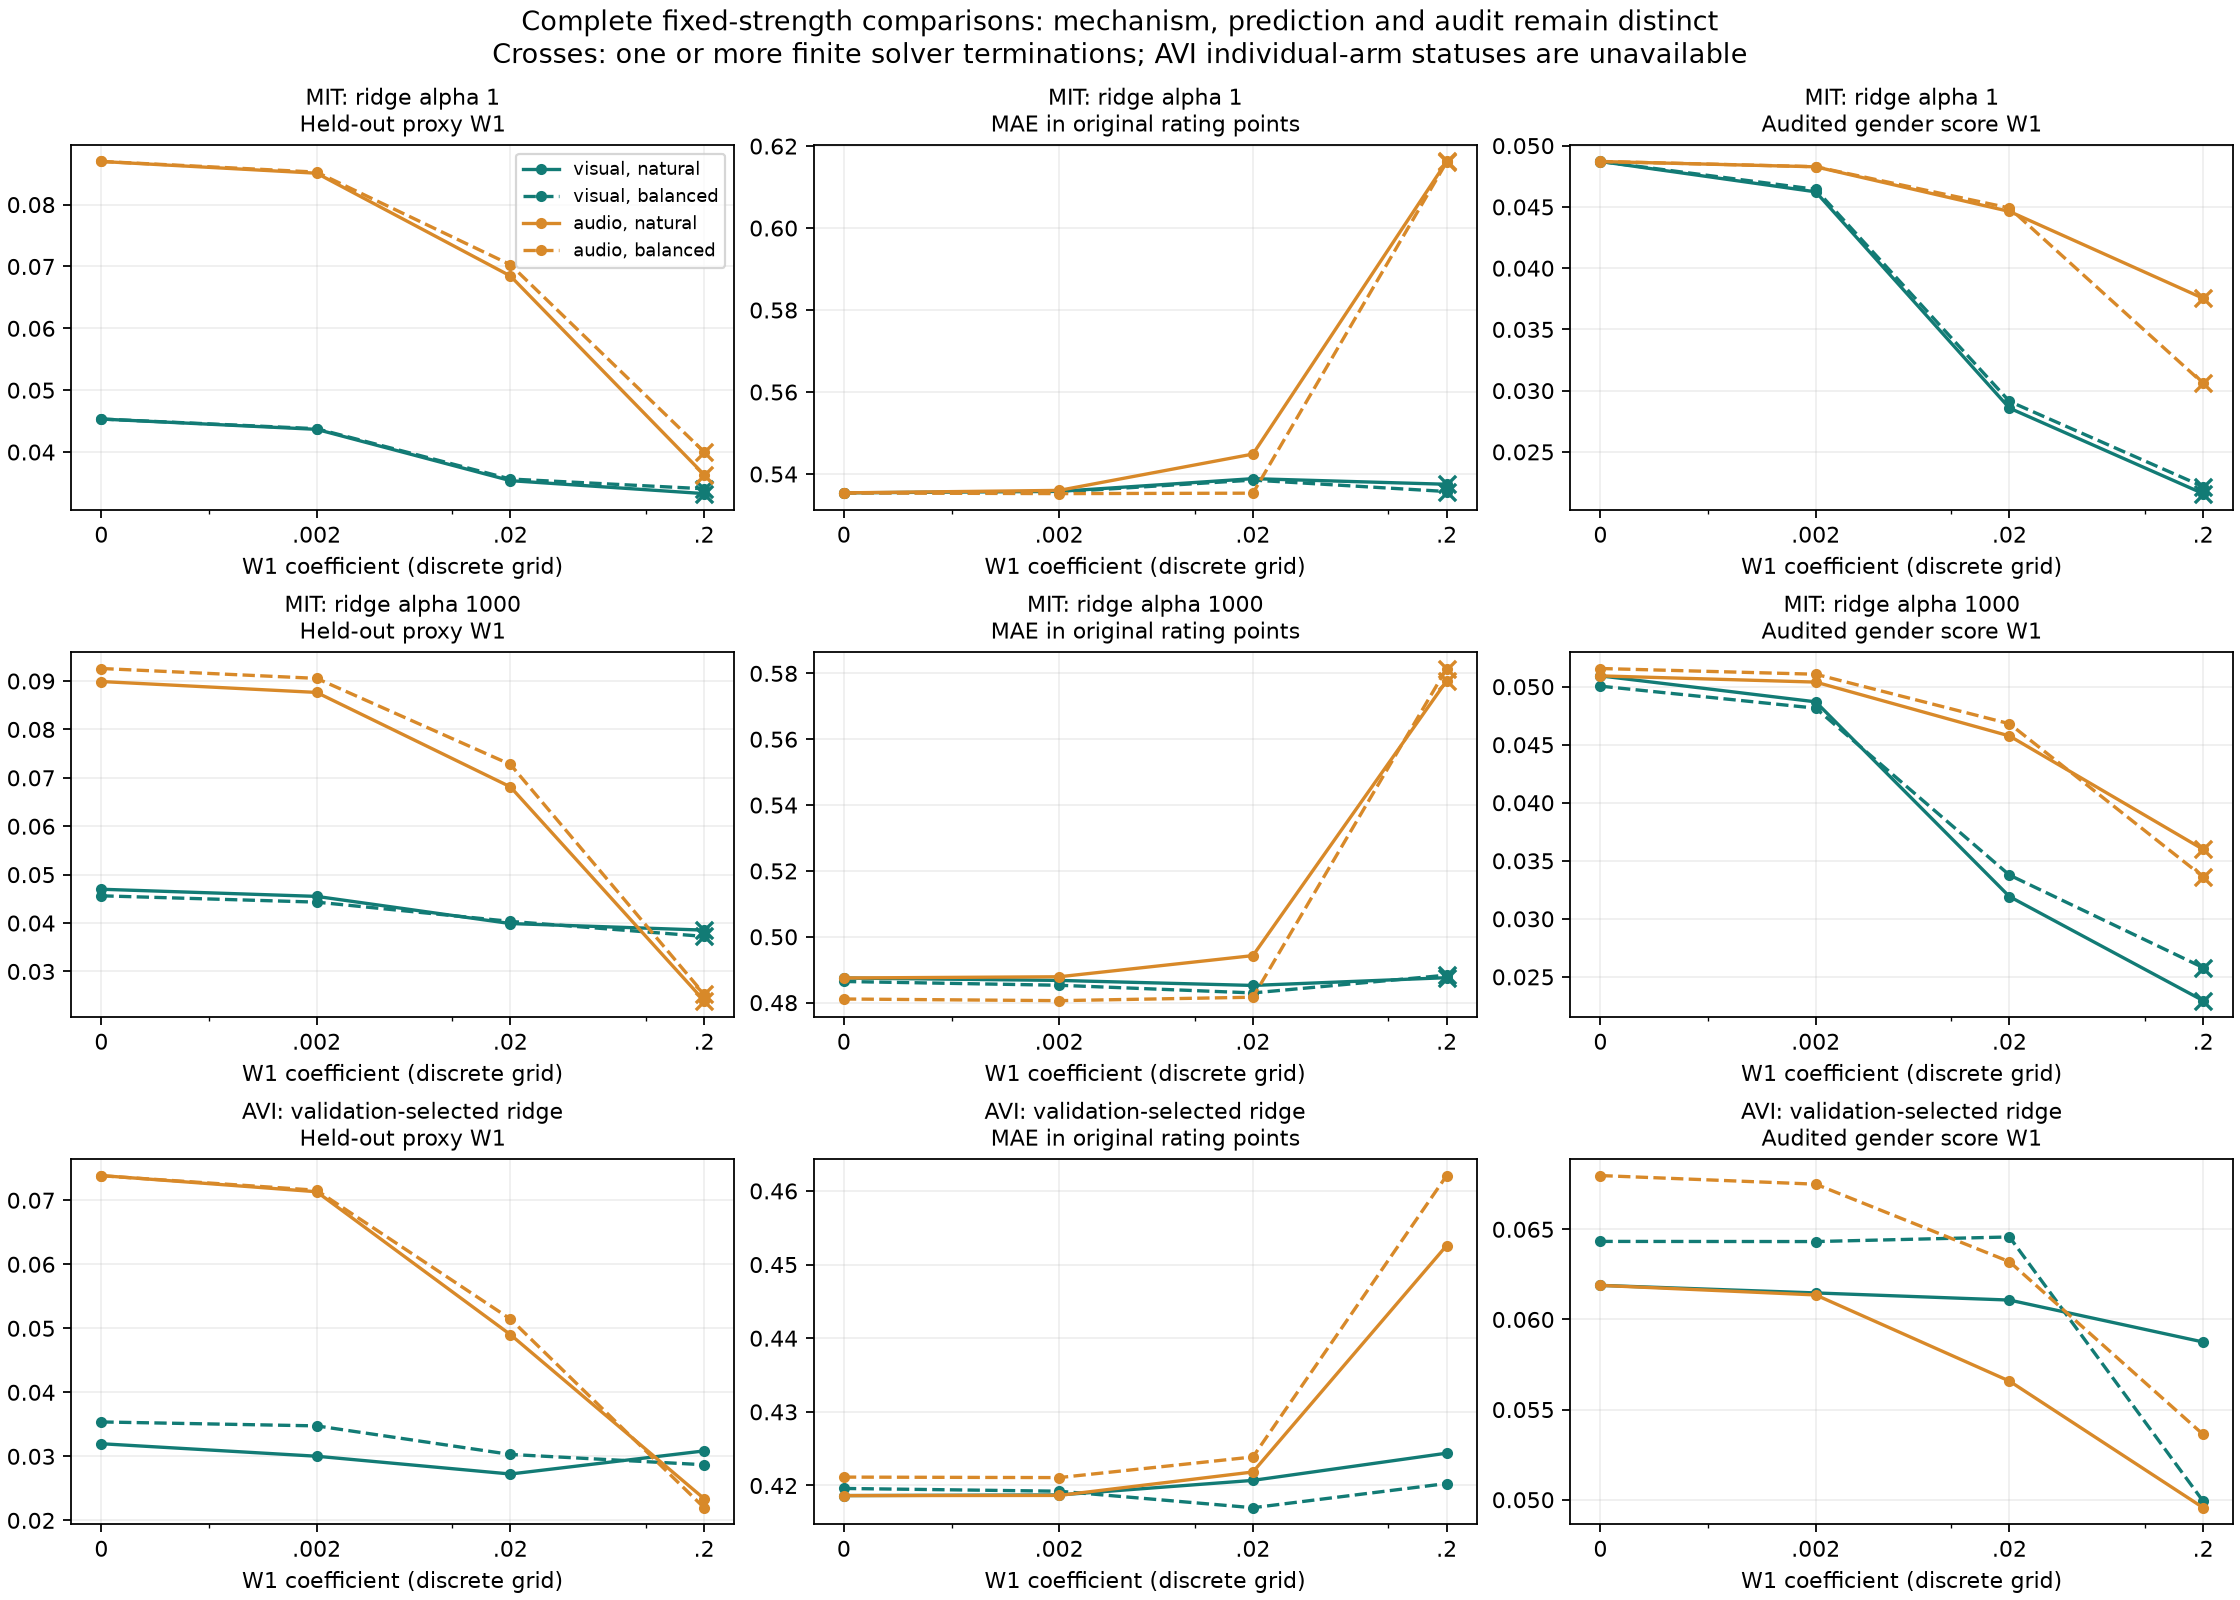 Complete fixed-strength comparisons: mechanism, prediction and audit remain distinct
Crosses: one or more finite solver terminations; AVI individual-arm statuses are unavailable
MIT: ridge alpha 1
Held-out proxy W1
visual, natural
visual, balanced
audio, natural
audio, balanced
0.08
0.07
0.06
0.05
0.04
0
.002
.02
.2
W1 coefficient (discrete grid)
MIT: ridge alpha 1
MAE in original rating points
0.62
0.60
0.58
0.56
0.54
0
.002
.02
.2
W1 coefficient (discrete grid)
MIT: ridge alpha 1
Audited gender score W1
0.050
0.045
0.040
0.035
0.030
0.025
0
.002
.02
.2
W1 coefficient (discrete grid)
MIT: ridge alpha 1000
Held-out proxy W1
0.09
0.08
0.07
0.06
0.05
0.04
0.03
0
.002
.02
.2
W1 coefficient (discrete grid)
MIT: ridge alpha 1000
MAE in original rating points
0.58
0.56
0.54
0.52
0.50
0.48
0
.002
.02
.2
W1 coefficient (discrete grid)
MIT: ridge alpha 1000
Audited gender score W1
0.050
0.045
0.040
0.035
0.030
0.025
0
.002
.02
.2
W1 coefficient (discrete grid)
AVI: validation-selected ridge
Held-out proxy W1
0.07
0.06
0.05
0.04
0.03
0.02
0
.002
.02
.2
W1 coefficient (discrete grid)
AVI: validation-selected ridge
MAE in original rating points
0.46
0.45
0.44
0.43
0.42
0
.002
.02
.2
W1 coefficient (discrete grid)
AVI: validation-selected ridge
Audited gender score W1
0.065
0.060
0.055
0.050
0
.002
.02
.2
W1 coefficient (discrete grid)